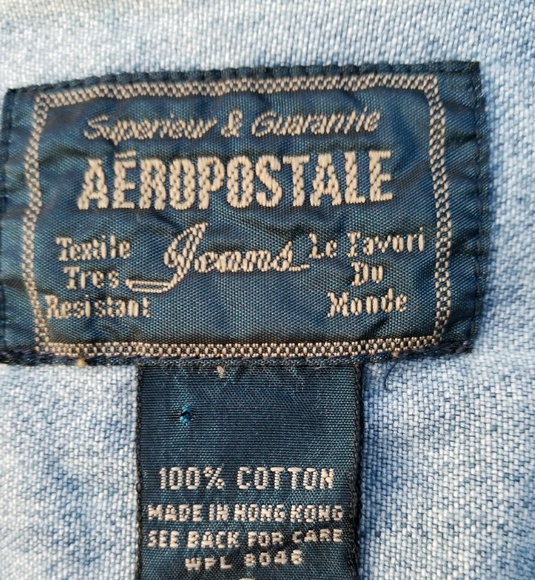 Superieur & Guarantie
AÉROPOSTALE
Jeans
Textile
Tres
Resistant
Le Favori
Du
Monde
100% COTTON
MADE IN HONG KONG
SEE BACK FOR CARE
WPL 8046